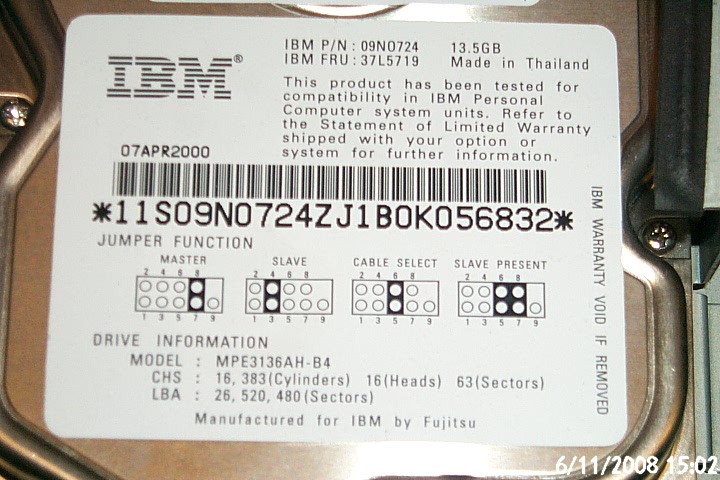 IBM®
IBM P/N : 09N0724 13.5GB
IBM FRU : 37L5719 Made in Thailand
This product has been tested for
compatibility in IBM Personal
Computer system units. Refer to
the Statement of Limited Warranty
shipped with your option or
system for further information.
07APR2000
*11S09N0724ZJ1B0K056832*
JUMPER FUNCTION
MASTER SLAVE CABLE SELECT SLAVE PRESENT
2 4 6 8 2 4 6 8 2 4 6 8 2 4 6 8
1 3 5 7 9 1 3 5 7 9 1 3 5 7 9 1 3 5 7 9
DRIVE INFORMATION
MODEL : MPE3136AH-B4
CHS : 16,383(Cylinders) 16(Heads) 63(Sectors)
LBA : 26,520,480(Sectors)
Manufactured for IBM by Fujitsu
IBM WARRANTY VOID IF REMOVED
6/11/2008 15:02